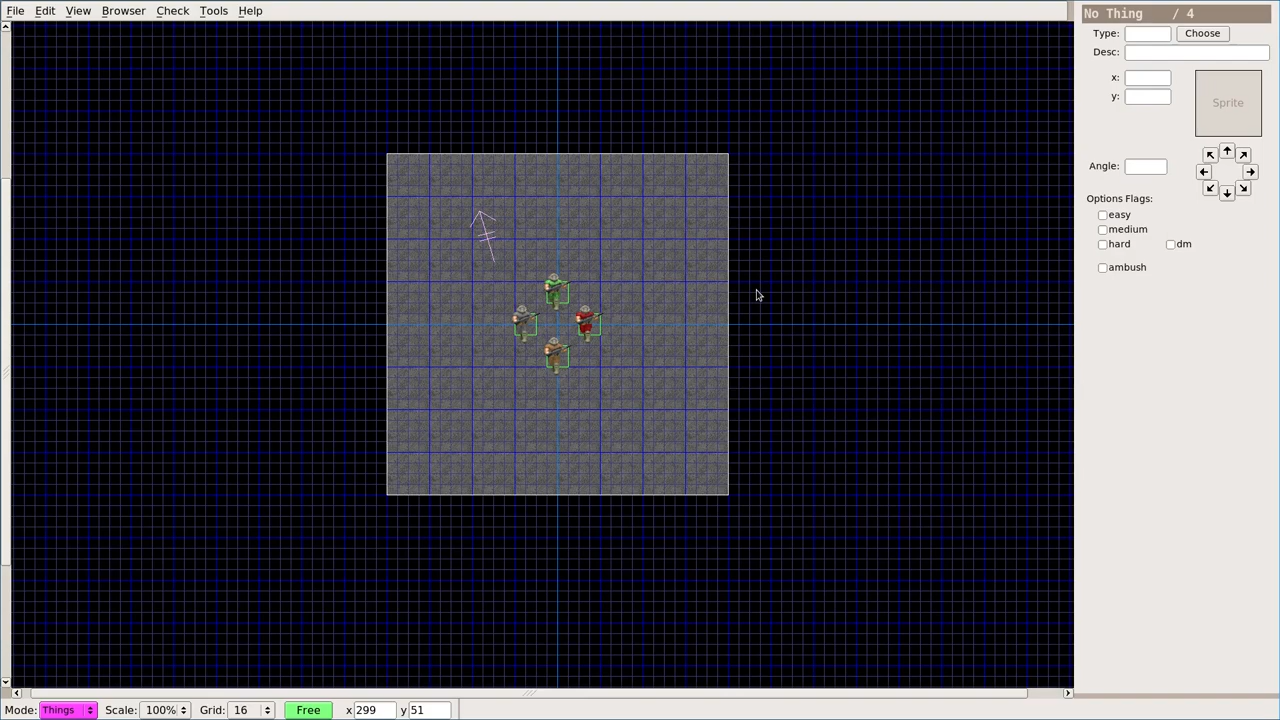 File Edit View Browser Check Tools Help
No Thing / 4
Type: Choose
Desc:
x:
y:
Sprite
Angle:
Options Flags:
easy
medium
hard dm
ambush
Mode: Things Scale: 100% Grid: 16 Free x 299 y 51